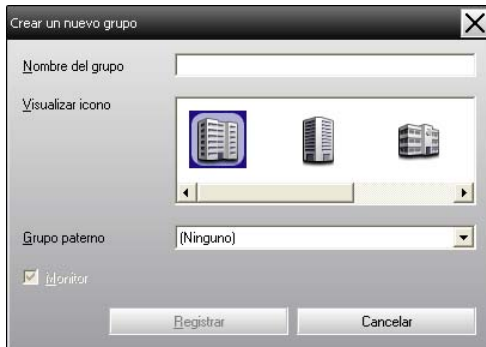 Crear un nuevo grupo
Nombre del grupo
Visualizar icono
Grupo paterno
(Ninguno)
Monitor
Registrar
Cancelar